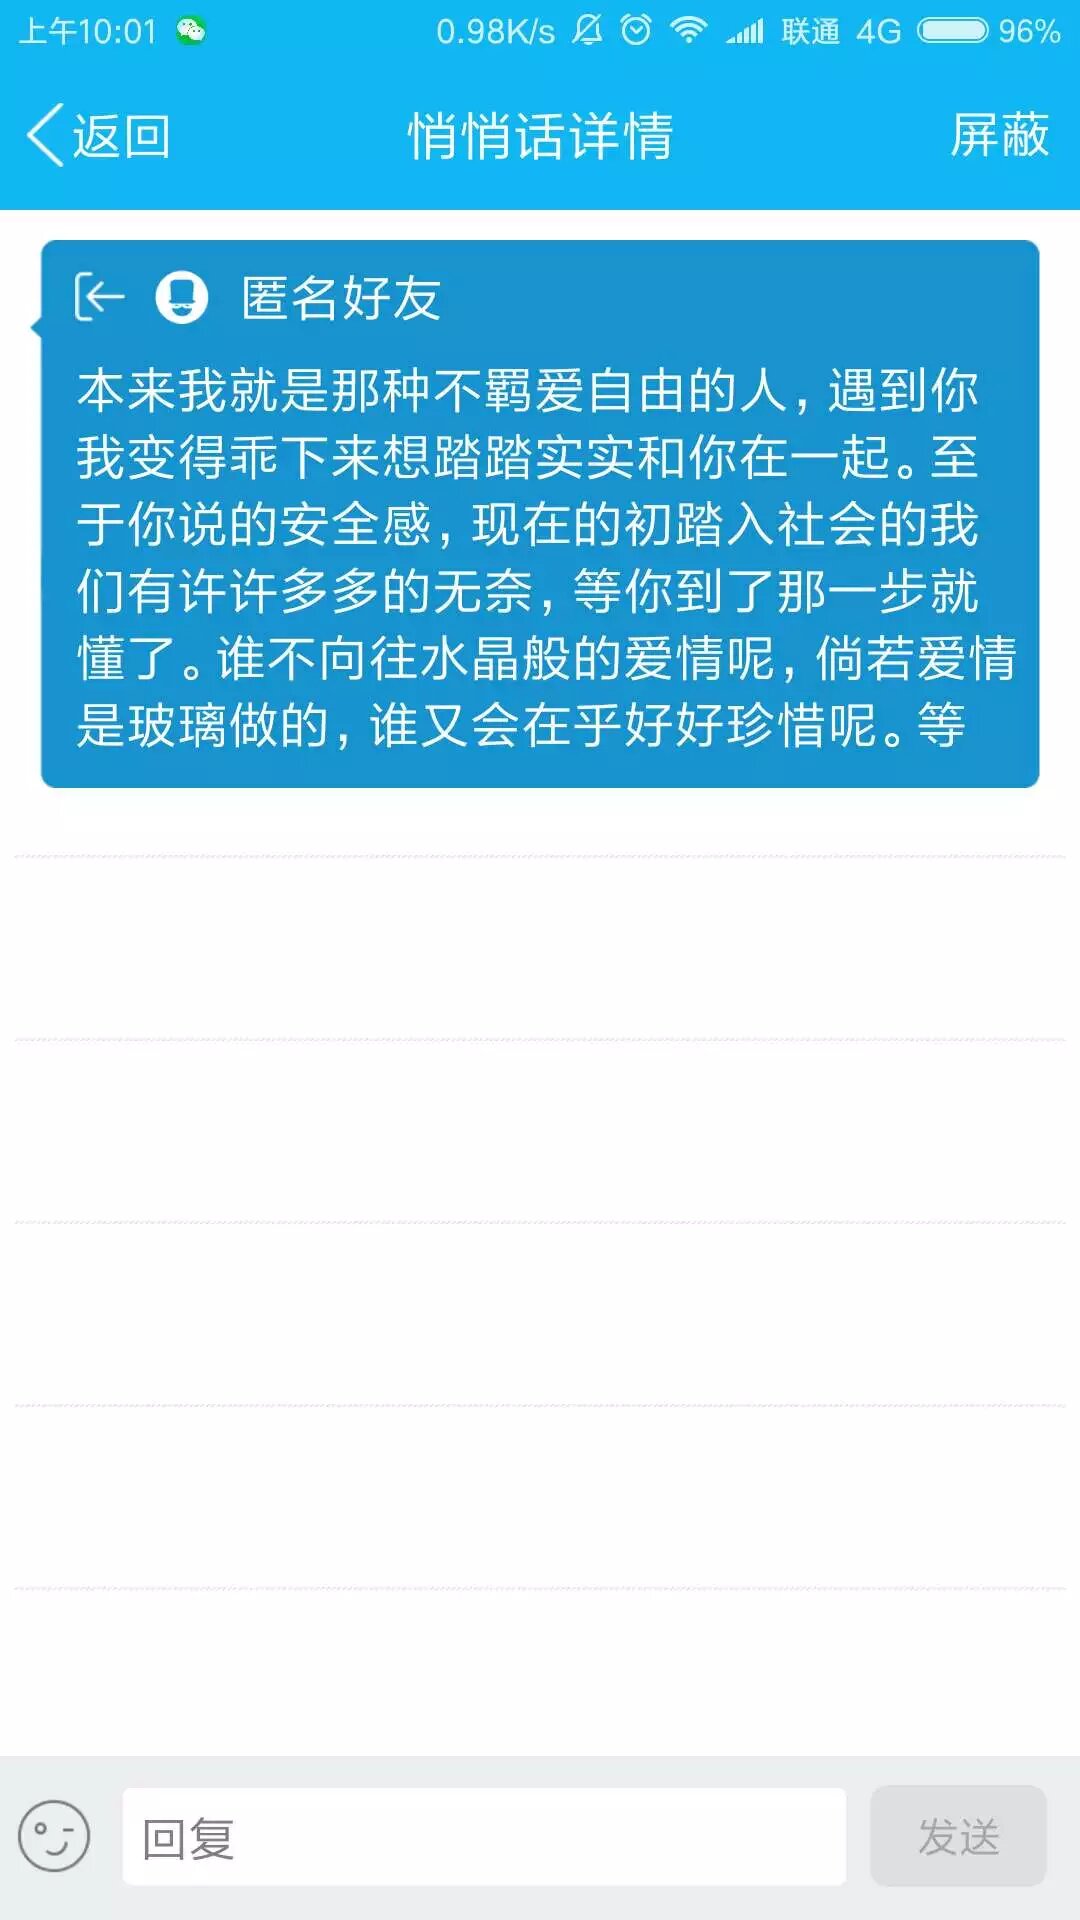 上午10:01 0.98K/s 联通 4G 96%
返回 悄悄话详情 屏蔽
匿名好友
本来我就是那种不羁爱自由的人，遇到你
我变得乖下来想踏踏实实和你在一起。至
于你说的安全感，现在的初踏入社会的我
们有许许多多的无奈，等你到了那一步就
懂了。谁不向往水晶般的爱情呢，倘若爱情
是玻璃做的，谁又会在乎好好珍惜呢。等
回复 发送